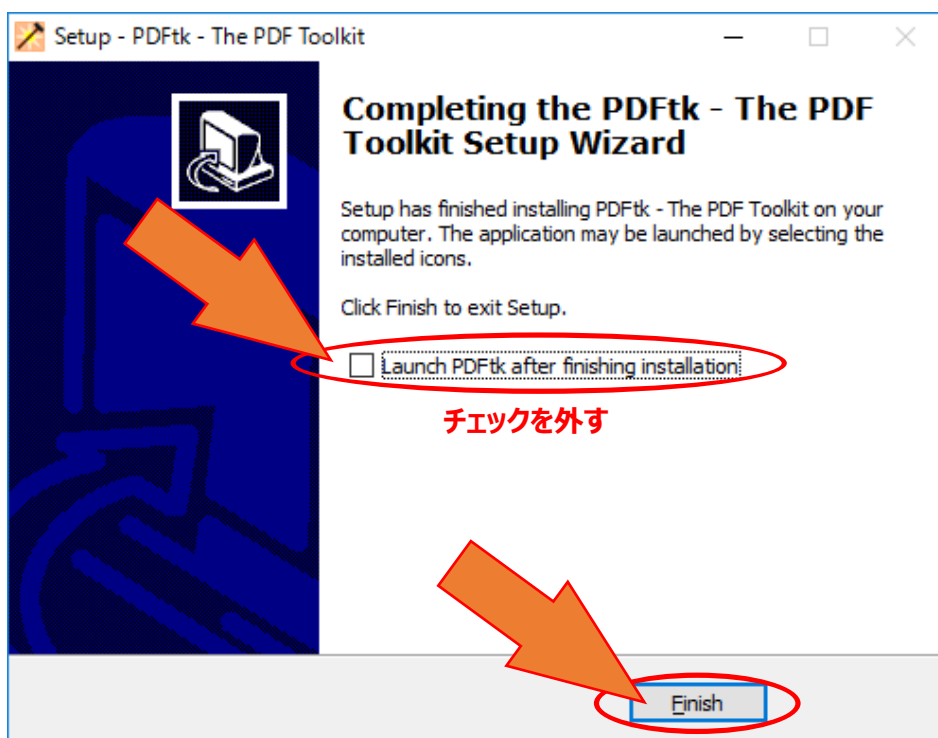 Setup - PDFtk - The PDF Toolkit
Completing the PDFtk - The PDF
Toolkit Setup Wizard
Setup has finished installing PDFtk - The PDF Toolkit on your
computer. The application may be launched by selecting the
installed icons.
Click Finish to exit Setup.
Launch PDFtk after finishing installation
チェックを外す
Finish